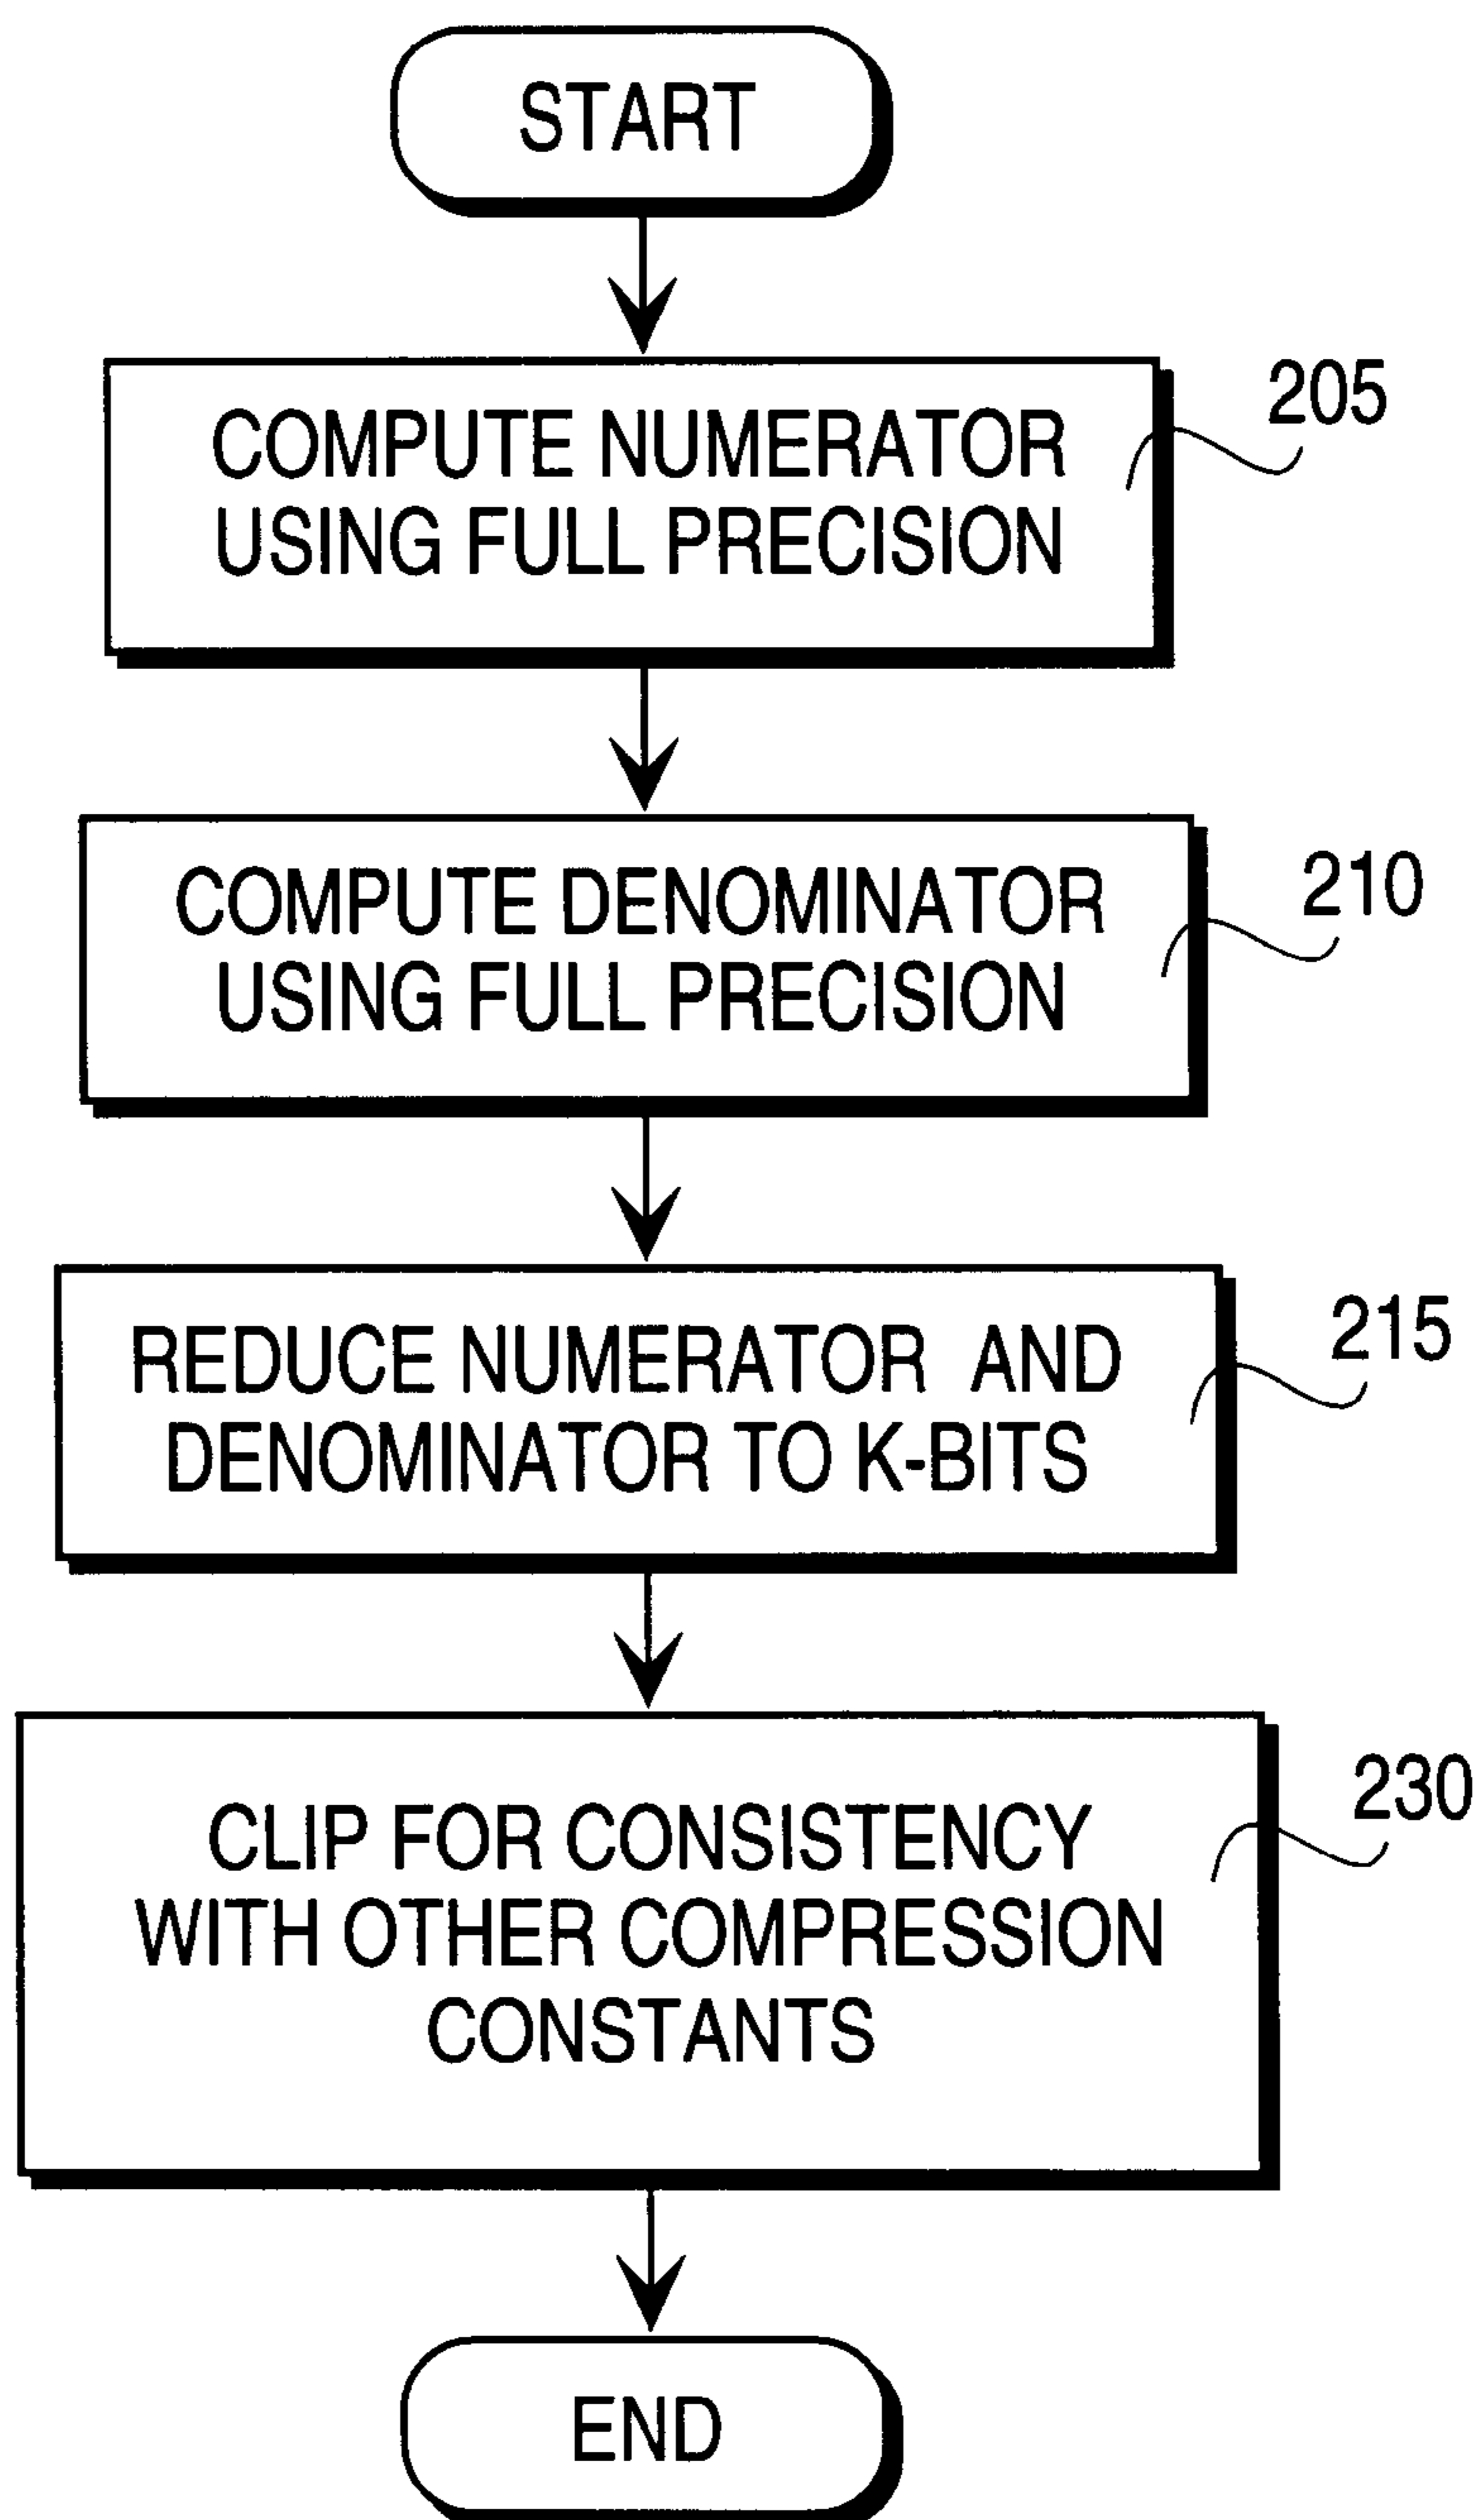 START
205
COMPUTE NUMERATOR
USING FULL PRECISION
210
COMPUTE DENOMINATOR
USING FULL PRECISION
215
REDUCE NUMERATOR AND
DENOMINATOR TO K-BITS
230
CLIP FOR CONSISTENCY
WITH OTHER COMPRESSION
CONSTANTS
END